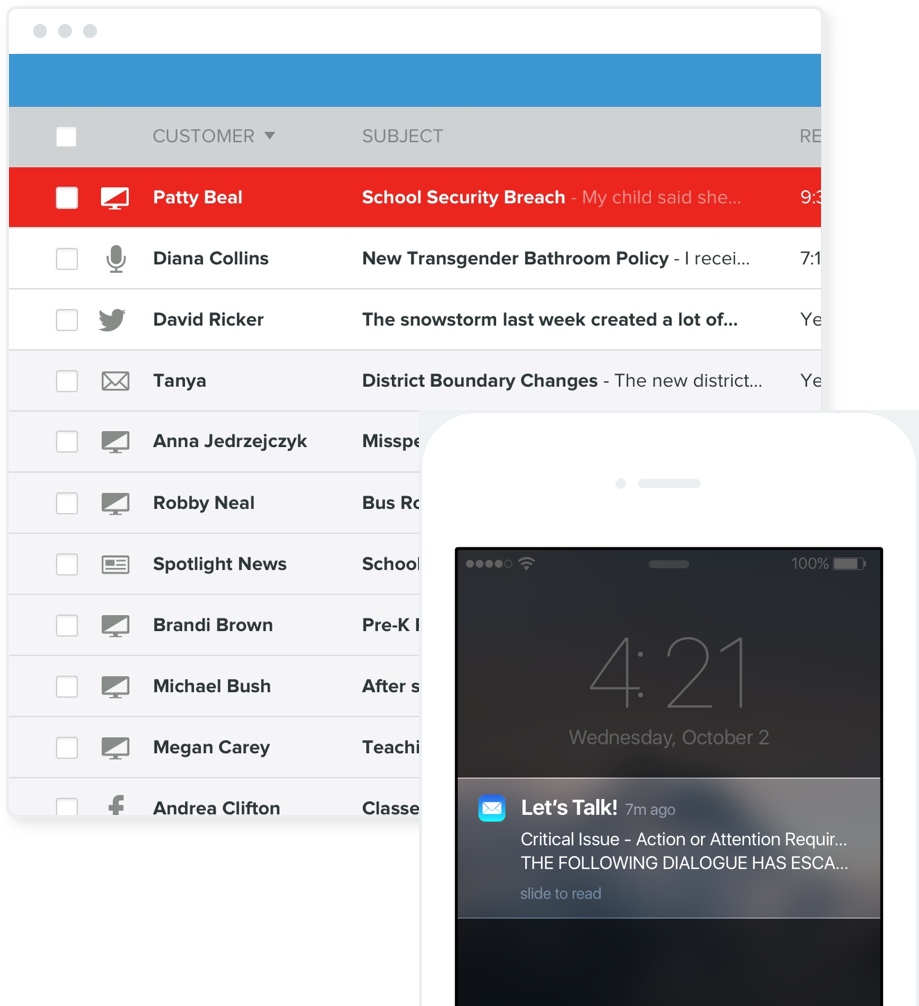 CUSTOMER SUBJECT RE
Patty Beal School Security Breach - My child said she... 9:3
Diana Collins New Transgender Bathroom Policy - I recei... 7:1
David Ricker The snowstorm last week created a lot of... Ye
Tanya District Boundary Changes - The new district... Ye
Anna Jedrzejczyk Misspe
Robby Neal Bus Ro
Spotlight News School
Brandi Brown Pre-K
Michael Bush After s
Megan Carey Teachi
Andrea Clifton Classe
100%
4:21
Wednesday, October 2
Let's Talk! 7m ago
Critical Issue - Action or Attention Requir...
THE FOLLOWING DIALOGUE HAS ESCA...
slide to read